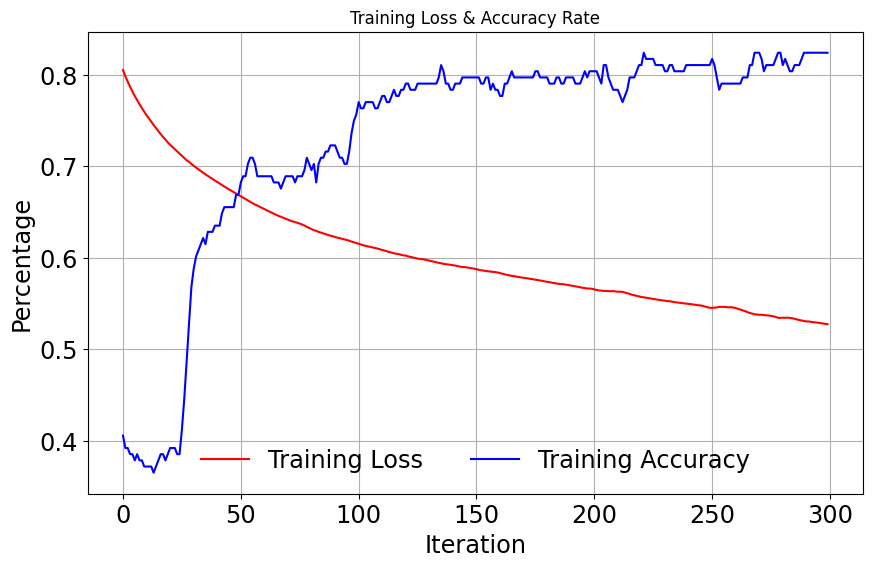 Training Loss & Accuracy Rate
0.8
0.7
0.6
0.5
0.4
Percentage
Training Loss
Training Accuracy
0 50 100 150 200 250 300
Iteration